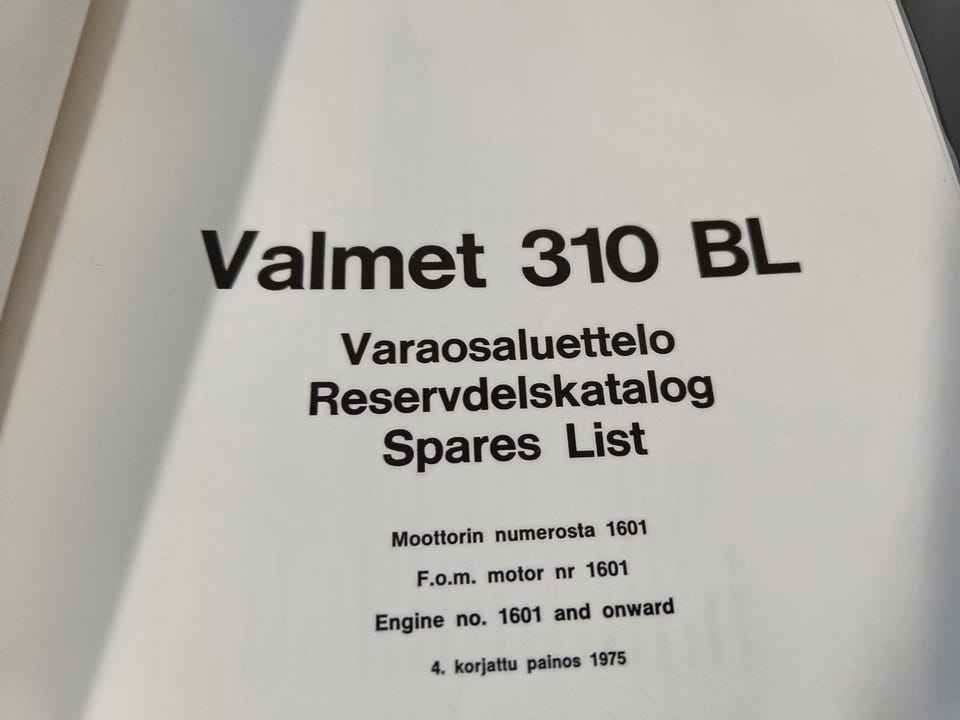 Valmet 310 BL
Varaosaluettelo
Reservdelskatalog
Spares List
Moottorin numerosta 1601
F.o.m. motor nr 1601
Engine no. 1601 and onward
4. korjattu painos 1975